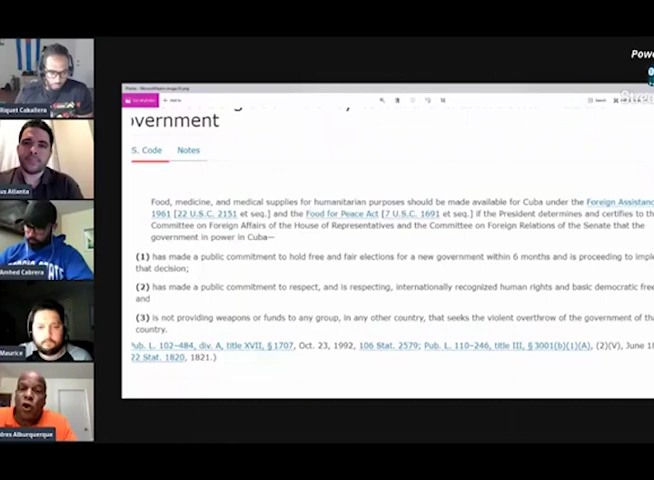 Powe
Strem
Riquet Caballero
us Atlanta
Amhed Cabrera
Maurice
dres Alburquerque
vernment
S. Code Notes
Food, medicine, and medical supplies for humanitarian purposes should be made available for Cuba under the Foreign Assistanc
1961 [22 U.S.C. 2151 et seq.] and the Food for Peace Act [7 U.S.C. 1691 et seq.] if the President determines and certifies to th
Committee on Foreign Affairs of the House of Representatives and the Committee on Foreign Relations of the Senate that the
government in power in Cuba—
(1) has made a public commitment to hold free and fair elections for a new government within 6 months and is proceeding to imple
that decision;
(2) has made a public commitment to respect, and is respecting, internationally recognized human rights and basic democratic free
and
(3) is not providing weapons or funds to any group, in any other country, that seeks the violent overthrow of the government of tha
country.
Pub. L. 102–484, div. A, title XVII, § 1707, Oct. 23, 1992, 106 Stat. 2579; Pub. L. 110–246, title III, § 3001(b)(1)(A), (2)(V), June 18
22 Stat. 1820, 1821.)